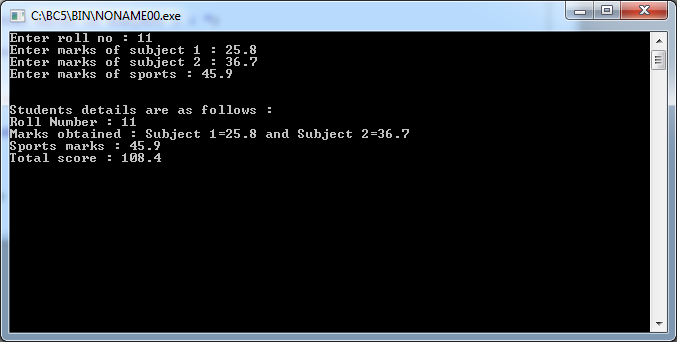 C:\BC5\BIN\NONAME00.exe
Enter roll no : 11
Enter marks of subject 1 : 25.8
Enter marks of subject 2 : 36.7
Enter marks of sports : 45.9
Students details are as follows :
Roll Number : 11
Marks obtained : Subject 1=25.8 and Subject 2=36.7
Sports marks : 45.9
Total score : 108.4